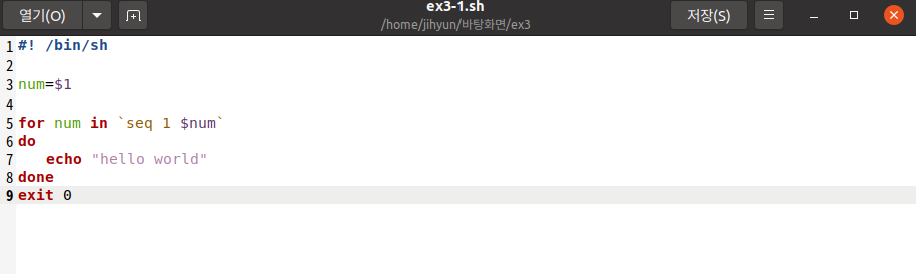 열기(O)
ex3-1.sh
/home/jihyun/바탕화면/ex3
저장(S)
1 #! /bin/sh
2
3 num=$1
4
5 for num in `seq 1 $num`
6 do
7 echo "hello world"
8 done
9 exit 0